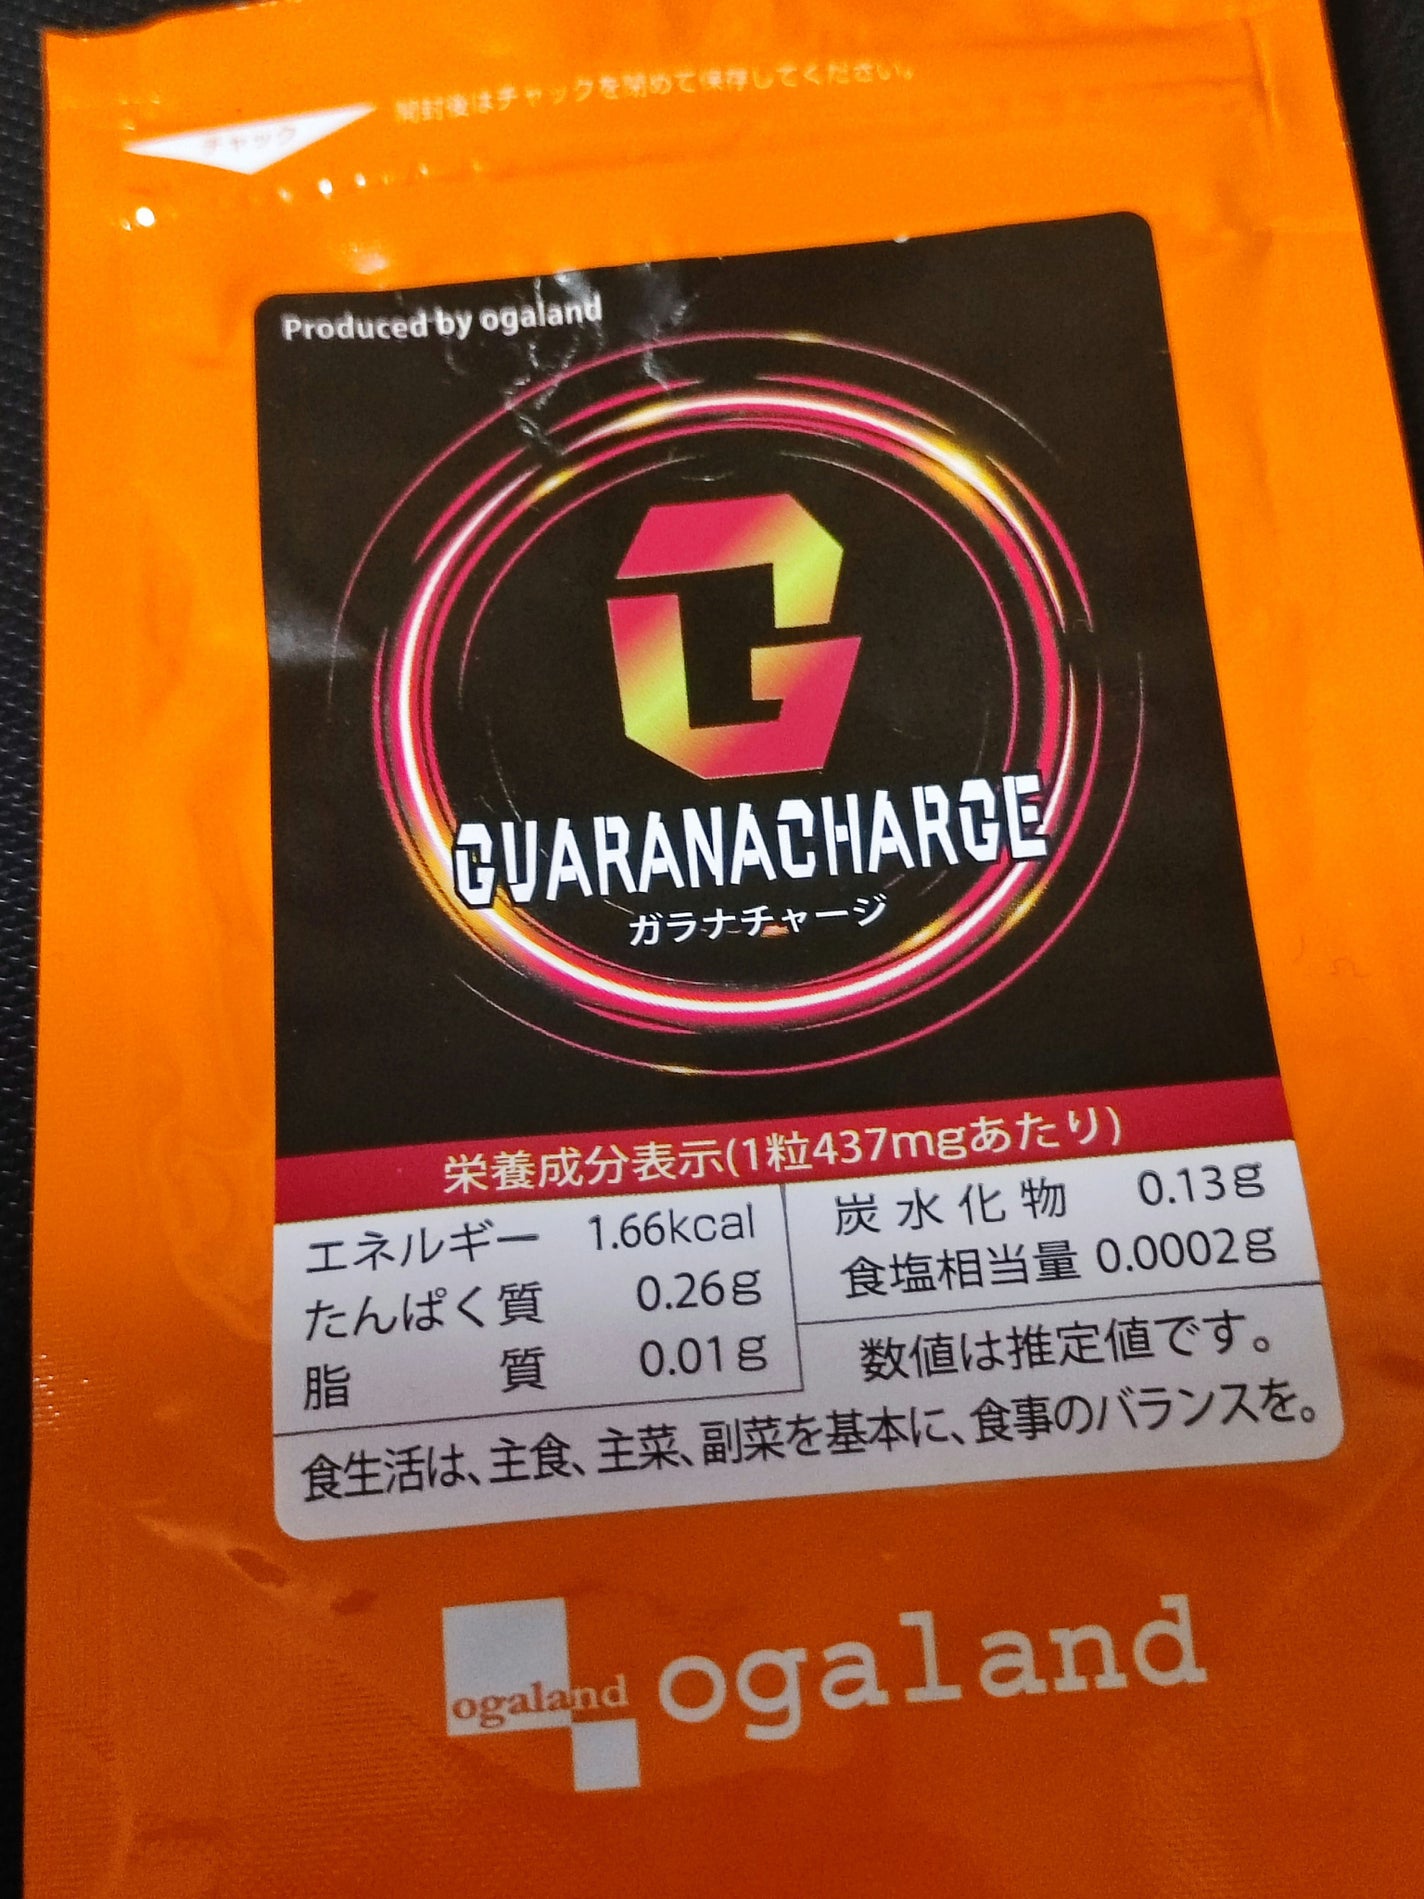 開封後はチャックを閉めて保存してください。
チャック
Produced by ogaland
GUARANACHARGE
ガラナチャージ
栄養成分表示(1粒437mgあたり)
エネルギー 1.66kcal
たんぱく質 0.26g
脂質 0.01g
炭水化物 0.13g
食塩相当量 0.0002g
数値は推定値です。
食生活は、主食、主菜、副菜を基本に、食事のバランスを。
ogaland
ogaland